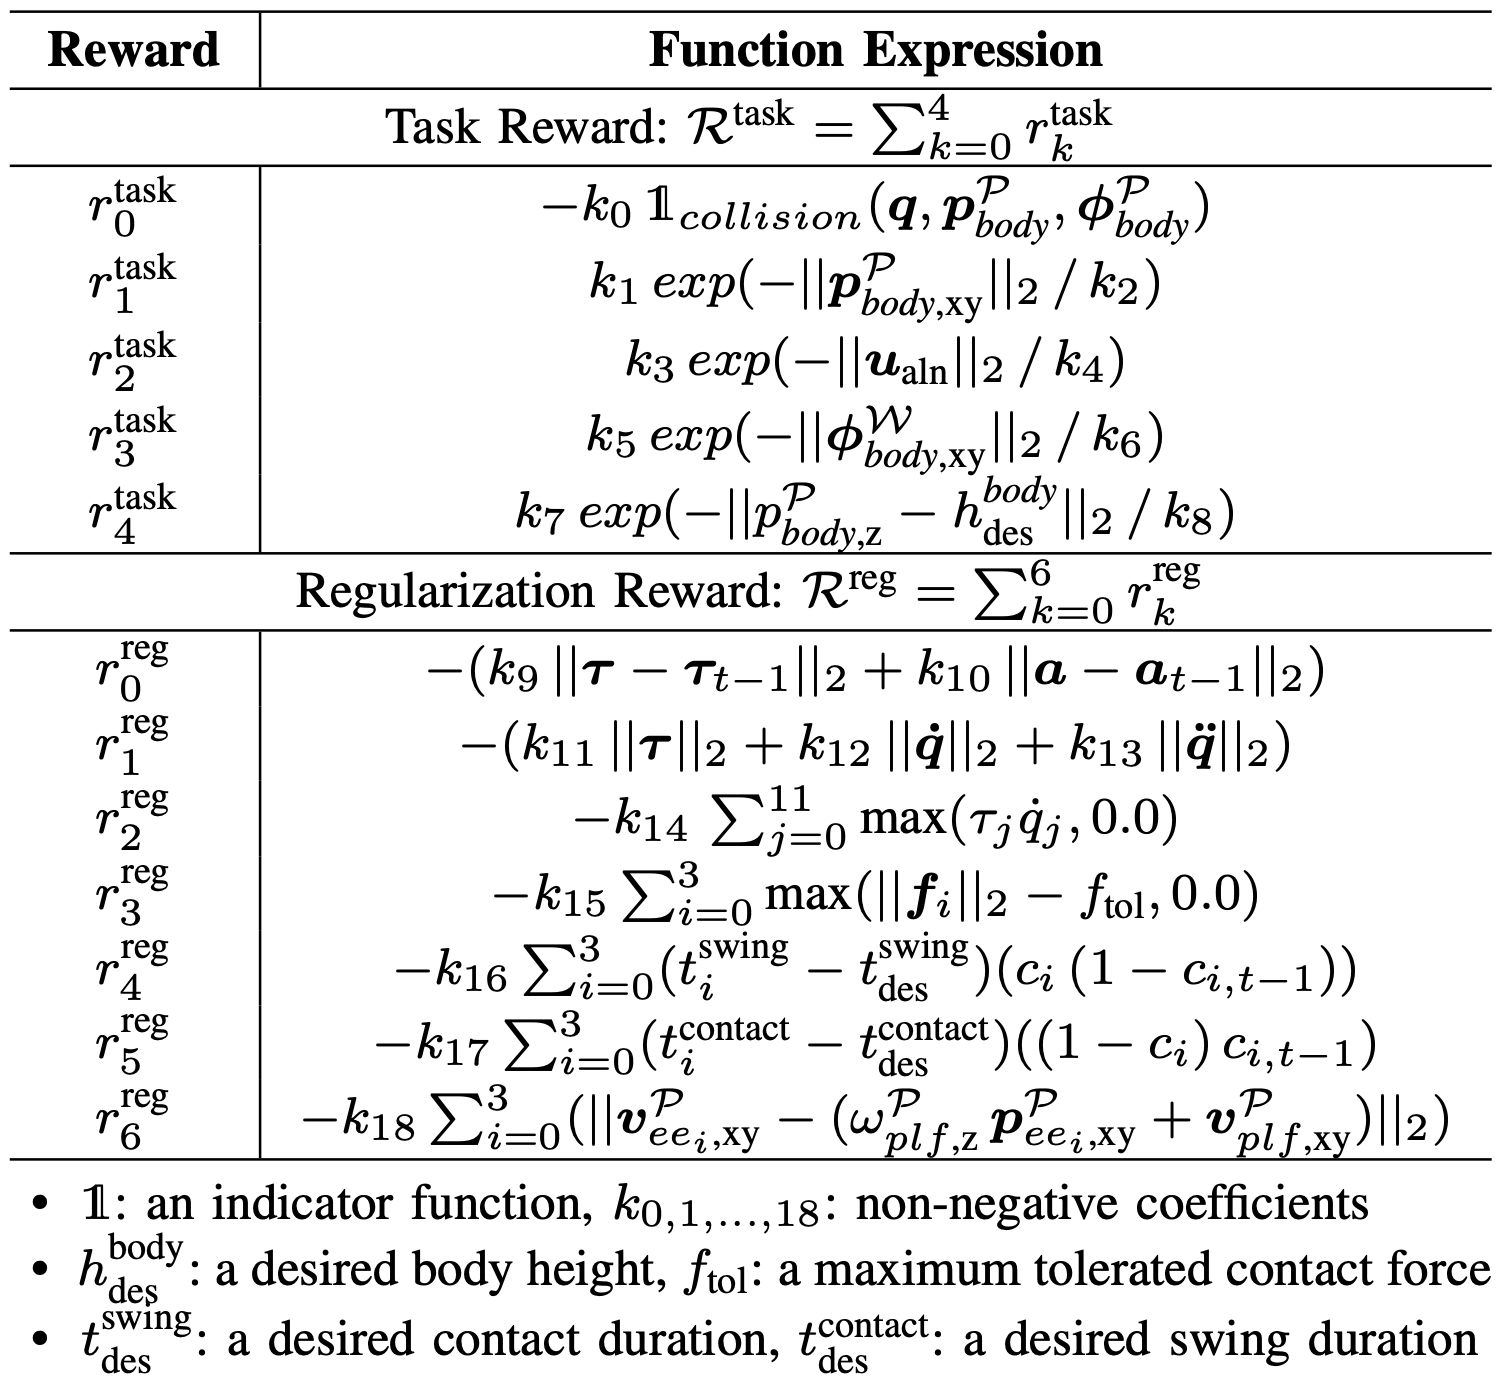 Reward Function Expression
Task Reward: $\mathcal{R}^{\text{task}} = \sum_{k=0}^{4} r_k^{\text{task}}$
$r_0^{\text{task}}$ $-k_0 \, \mathbb{1}_{collision}(\boldsymbol{q}, \boldsymbol{p}_{body}^{\mathcal{P}}, \boldsymbol{\phi}_{body}^{\mathcal{P}})$
$r_1^{\text{task}}$ $k_1 \, exp(-||\boldsymbol{p}_{body,\text{xy}}^{\mathcal{P}}||_2 \, / \, k_2)$
$r_2^{\text{task}}$ $k_3 \, exp(-||\boldsymbol{u}_{\text{aln}}||_2 \, / \, k_4)$
$r_3^{\text{task}}$ $k_5 \, exp(-||\boldsymbol{\phi}_{body,\text{xy}}^{\mathcal{W}}||_2 \, / \, k_6)$
$r_4^{\text{task}}$ $k_7 \, exp(-||p_{body,\text{z}}^{\mathcal{P}} - h_{\text{des}}^{body}||_2 \, / \, k_8)$
Regularization Reward: $\mathcal{R}^{\text{reg}} = \sum_{k=0}^{6} r_k^{\text{reg}}$
$r_0^{\text{reg}}$ $-(k_9 \, ||\boldsymbol{\tau} - \boldsymbol{\tau}_{t-1}||_2 + k_{10} \, ||\boldsymbol{a} - \boldsymbol{a}_{t-1}||_2)$
$r_1^{\text{reg}}$ $-(k_{11} \, ||\boldsymbol{\tau}||_2 + k_{12} \, ||\dot{\boldsymbol{q}}||_2 + k_{13} \, ||\ddot{\boldsymbol{q}}||_2)$
$r_2^{\text{reg}}$ $-k_{14} \, \sum_{j=0}^{11} \max(\tau_j \dot{q}_j, 0.0)$
$r_3^{\text{reg}}$ $-k_{15} \sum_{i=0}^{3} \max(||\boldsymbol{f}_i||_2 - f_{\text{tol}}, 0.0)$
$r_4^{\text{reg}}$ $-k_{16} \sum_{i=0}^{3} (t_i^{\text{swing}} - t_{\text{des}}^{\text{swing}})(c_i \, (1 - c_{i,t-1}))$
$r_5^{\text{reg}}$ $-k_{17} \sum_{i=0}^{3} (t_i^{\text{contact}} - t_{\text{des}}^{\text{contact}})((1 - c_i) \, c_{i,t-1})$
$r_6^{\text{reg}}$ $-k_{18} \sum_{i=0}^{3} (||\boldsymbol{v}_{ee_i,\text{xy}}^{\mathcal{P}} - (\omega_{plf,\text{z}}^{\mathcal{P}} \, \boldsymbol{p}_{ee_i,\text{xy}}^{\mathcal{P}} + \boldsymbol{v}_{plf,\text{xy}}^{\mathcal{P}})||_2)$
• $\mathbb{1}$: an indicator function, $k_{0,1,...,18}$: non-negative coefficients
• $h_{\text{des}}^{\text{body}}$: a desired body height, $f_{\text{tol}}$: a maximum tolerated contact force
• $t_{\text{des}}^{\text{swing}}$: a desired contact duration, $t_{\text{des}}^{\text{contact}}$: a desired swing duration